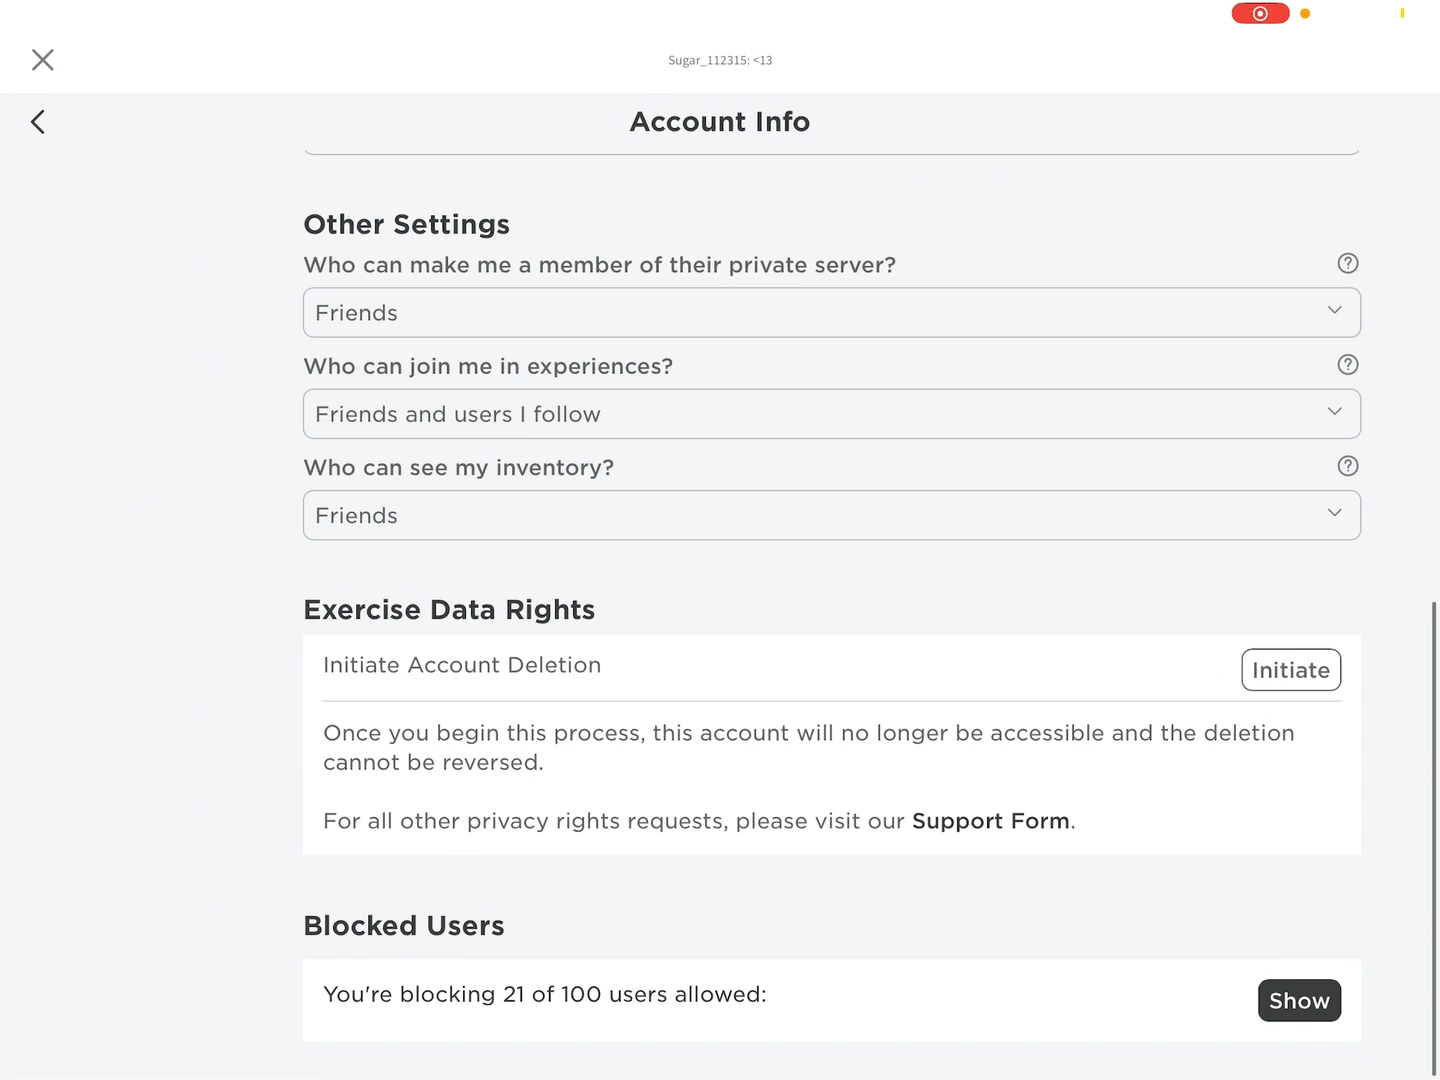 Sugar_112315: <13
Account Info
Other Settings
Who can make me a member of their private server?
Friends
Who can join me in experiences?
Friends and users I follow
Who can see my inventory?
Friends
Exercise Data Rights
Initiate Account Deletion
Initiate
Once you begin this process, this account will no longer be accessible and the deletion
cannot be reversed.
For all other privacy rights requests, please visit our Support Form.
Blocked Users
You're blocking 21 of 100 users allowed:
Show